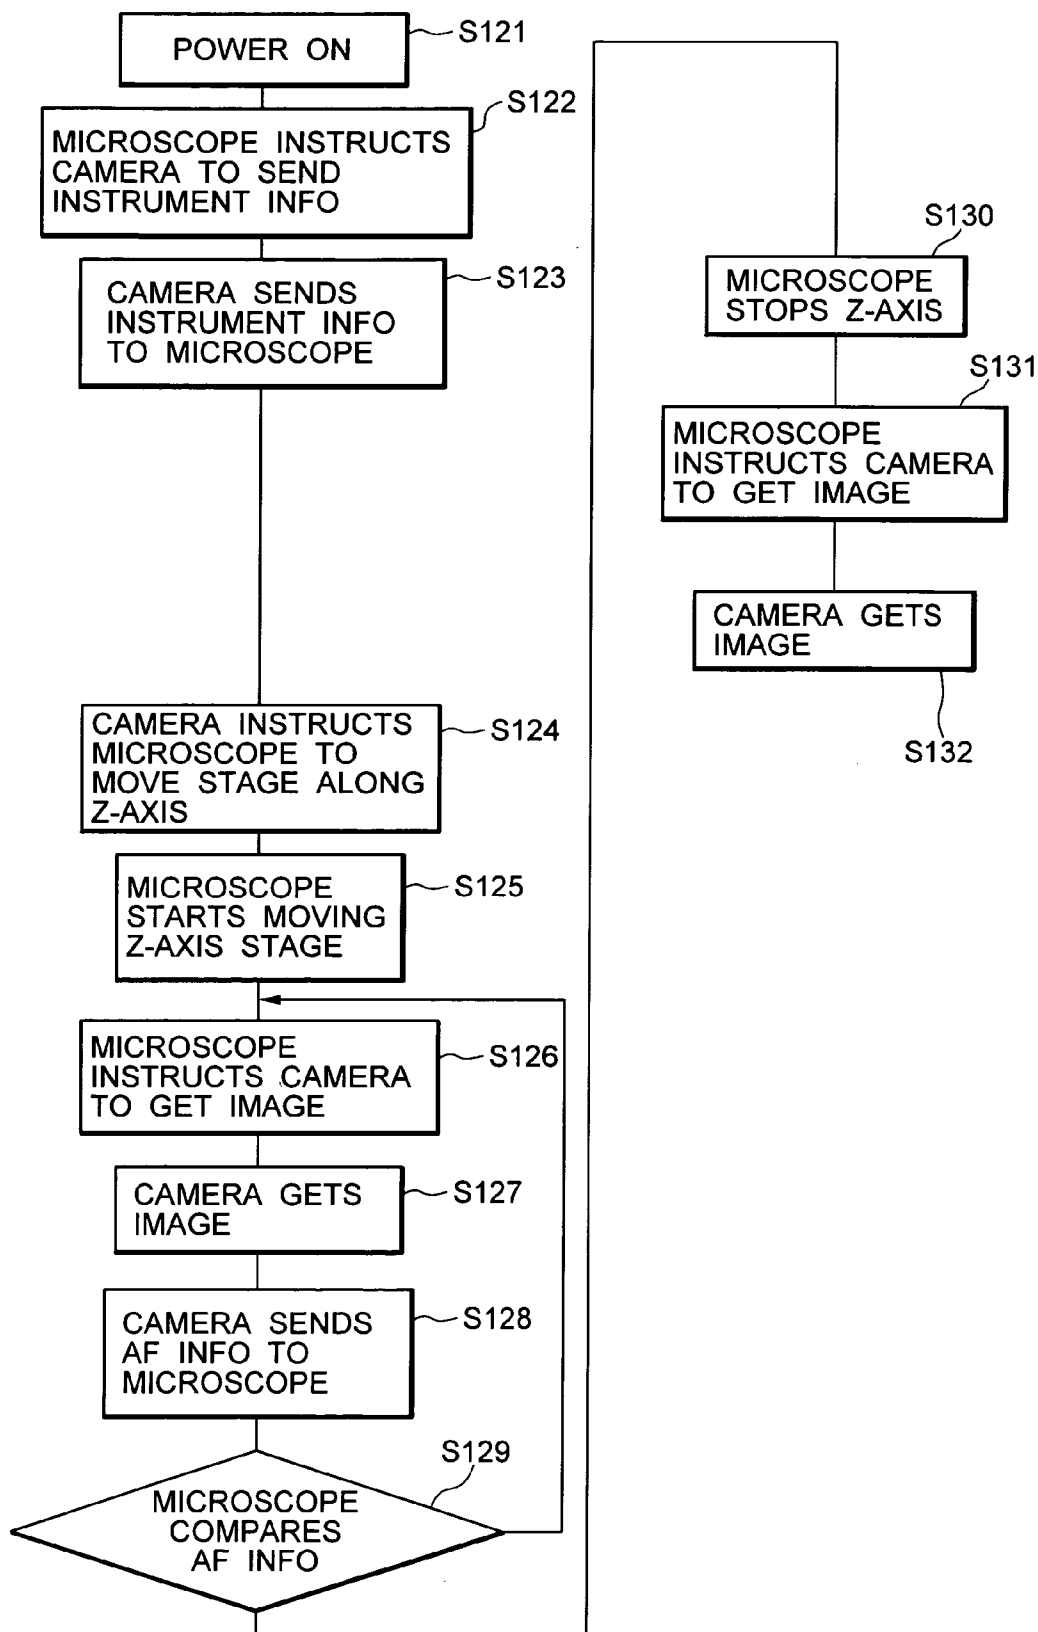 POWER ON
S121
MICROSCOPE INSTRUCTS
CAMERA TO SEND
INSTRUMENT INFO
S122
CAMERA SENDS
INSTRUMENT INFO
TO MICROSCOPE
S123
CAMERA INSTRUCTS
MICROSCOPE TO
MOVE STAGE ALONG
Z-AXIS
S124
MICROSCOPE
STARTS MOVING
Z-AXIS STAGE
S125
MICROSCOPE
INSTRUCTS CAMERA
TO GET IMAGE
S126
CAMERA GETS
IMAGE
S127
CAMERA SENDS
AF INFO TO
MICROSCOPE
S128
MICROSCOPE
COMPARES
AF INFO
S129
MICROSCOPE
STOPS Z-AXIS
S130
MICROSCOPE
INSTRUCTS CAMERA
TO GET IMAGE
S131
CAMERA GETS
IMAGE
S132